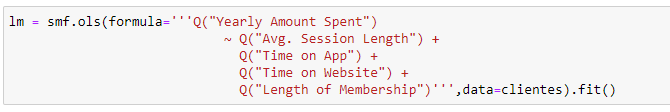 lm = smf.ols(formula='''Q("Yearly Amount Spent")
~ Q("Avg. Session Length") +
Q("Time on App") +
Q("Time on Website") +
Q("Length of Membership")''',data=clientes).fit()